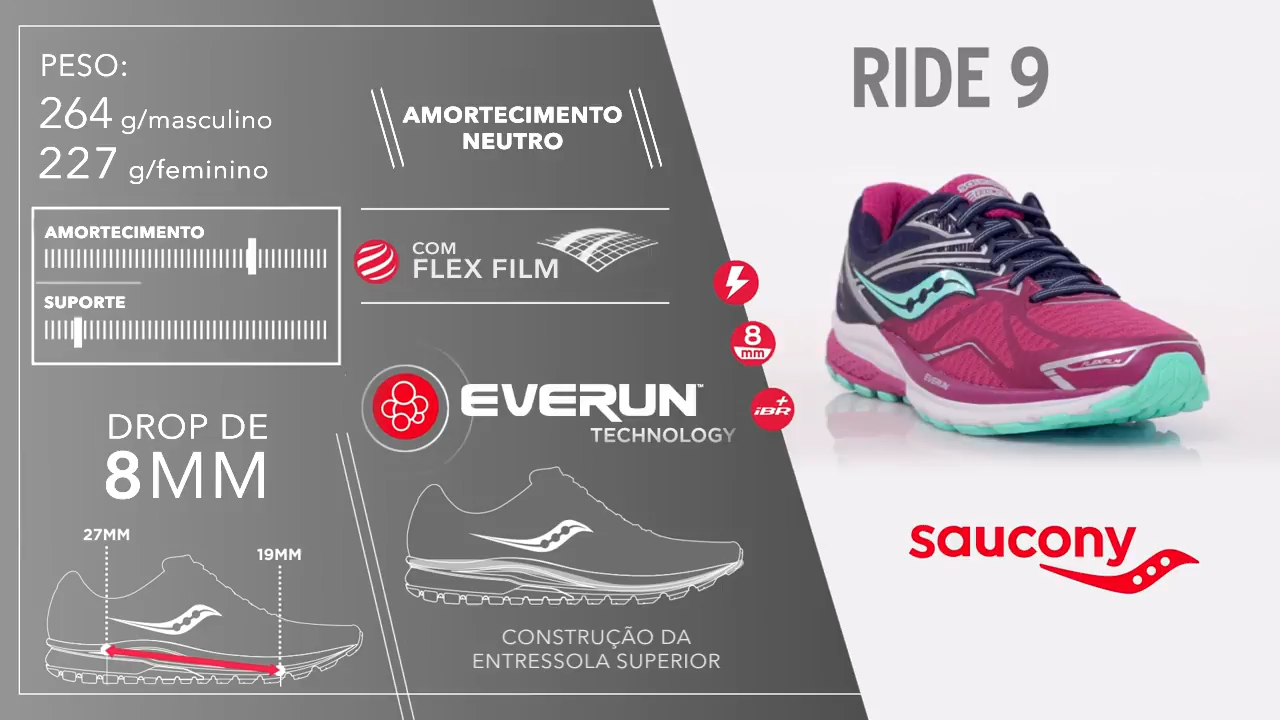 PESO:
264 g/masculino
227 g/feminino
AMORTECIMENTO
NEUTRO
AMORTECIMENTO
SUPORTE
COM
FLEX FILM
EVERUN™
TECHNOLOGY
DROP DE
8MM
27MM
19MM
CONSTRUÇÃO DA
ENTRESSOLA SUPERIOR
8
mm
+
iBR
RIDE 9
FLEXFILM
EVERUN
saucony